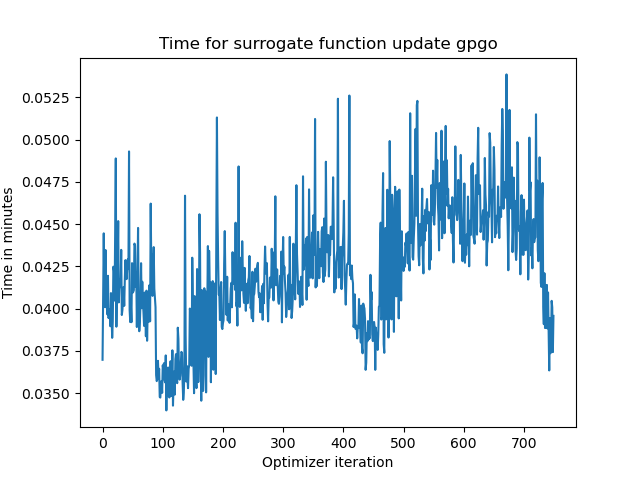 Time for surrogate function update gpgo
0.0525
0.0500
0.0475
0.0450
0.0425
0.0400
0.0375
0.0350
Time in minutes
0 100 200 300 400 500 600 700
Optimizer iteration